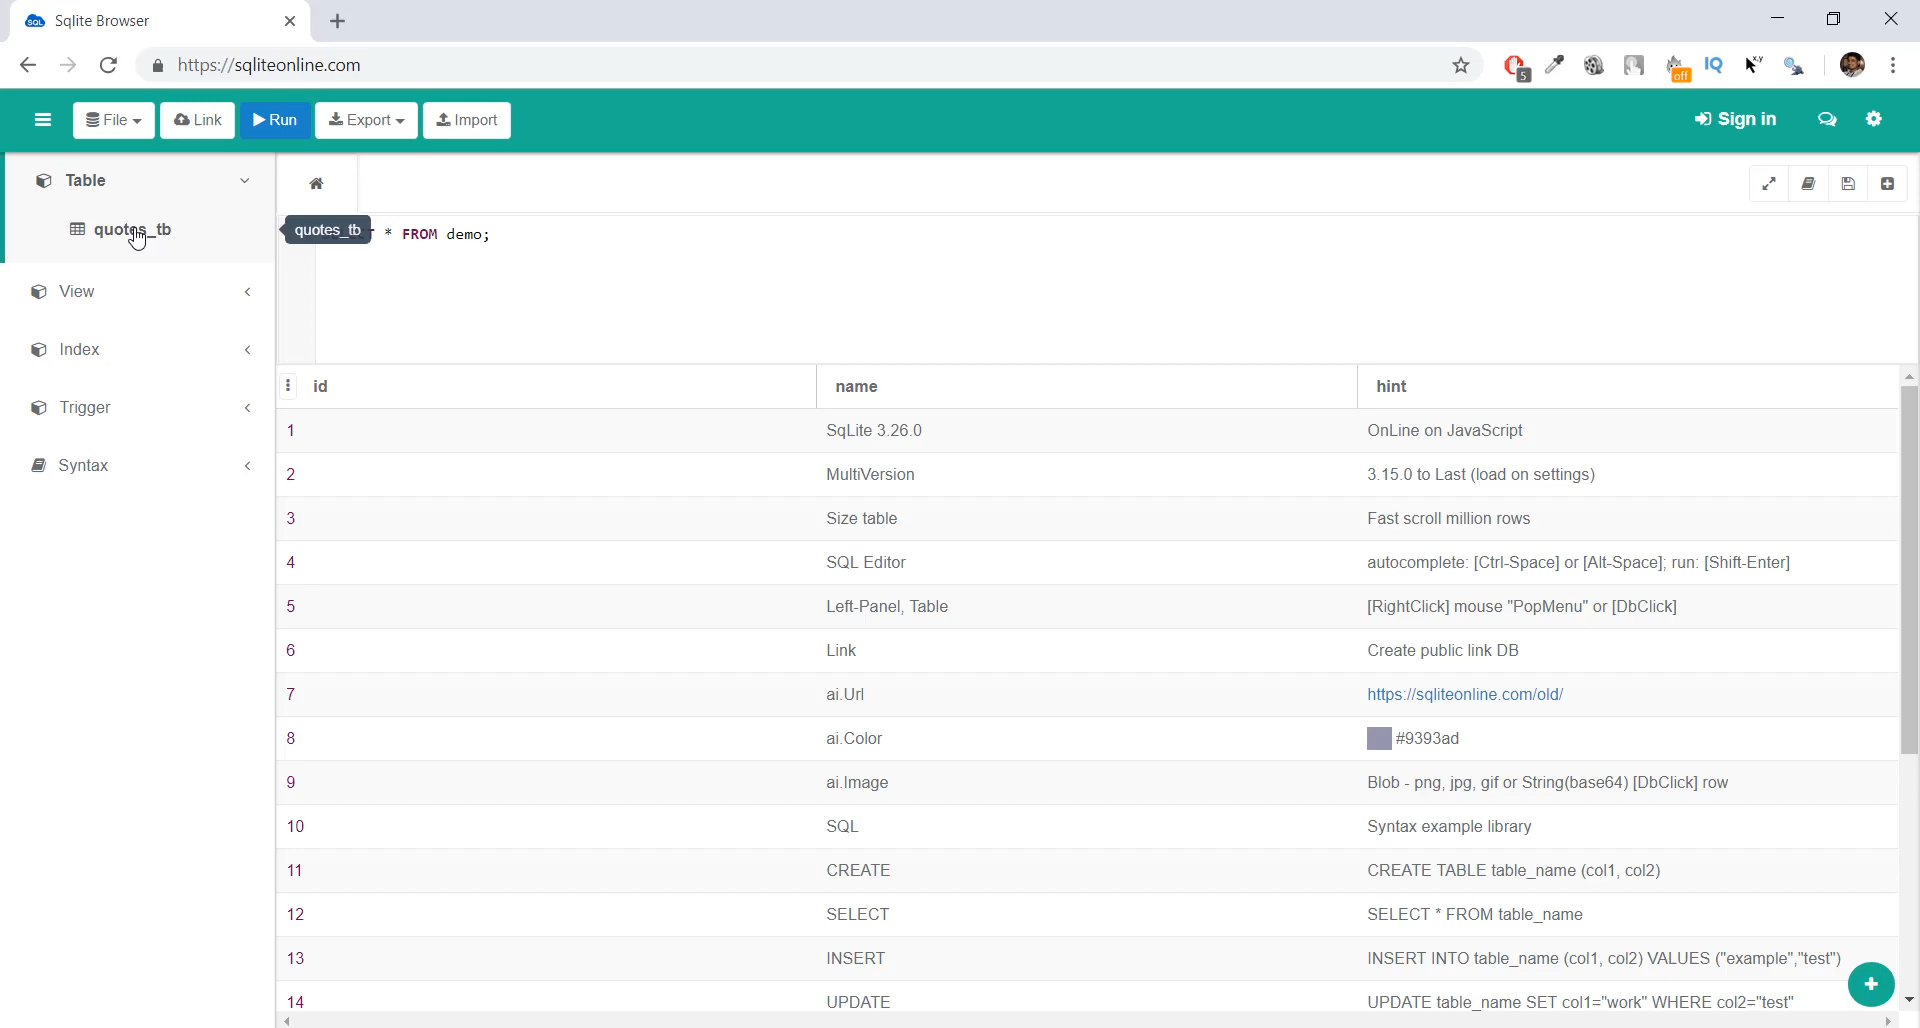 Sqlite Browser
https://sqliteonline.com
5
off
IQ
x,y
File
Link
Run
Export
Import
Sign in
Table
quotes_tb
View
Index
Trigger
Syntax
quotes_tb
* FROM demo;
id name hint
1 SqLite 3.26.0 OnLine on JavaScript
2 MultiVersion 3.15.0 to Last (load on settings)
3 Size table Fast scroll million rows
4 SQL Editor autocomplete: [Ctrl-Space] or [Alt-Space]; run: [Shift-Enter]
5 Left-Panel, Table [RightClick] mouse "PopMenu" or [DbClick]
6 Link Create public link DB
7 ai.Url https://sqliteonline.com/old/
8 ai.Color #9393ad
9 ai.Image Blob - png, jpg, gif or String(base64) [DbClick] row
10 SQL Syntax example library
11 CREATE CREATE TABLE table_name (col1, col2)
12 SELECT SELECT * FROM table_name
13 INSERT INSERT INTO table_name (col1, col2) VALUES ("example","test")
14 UPDATE UPDATE table_name SET col1="work" WHERE col2="test"